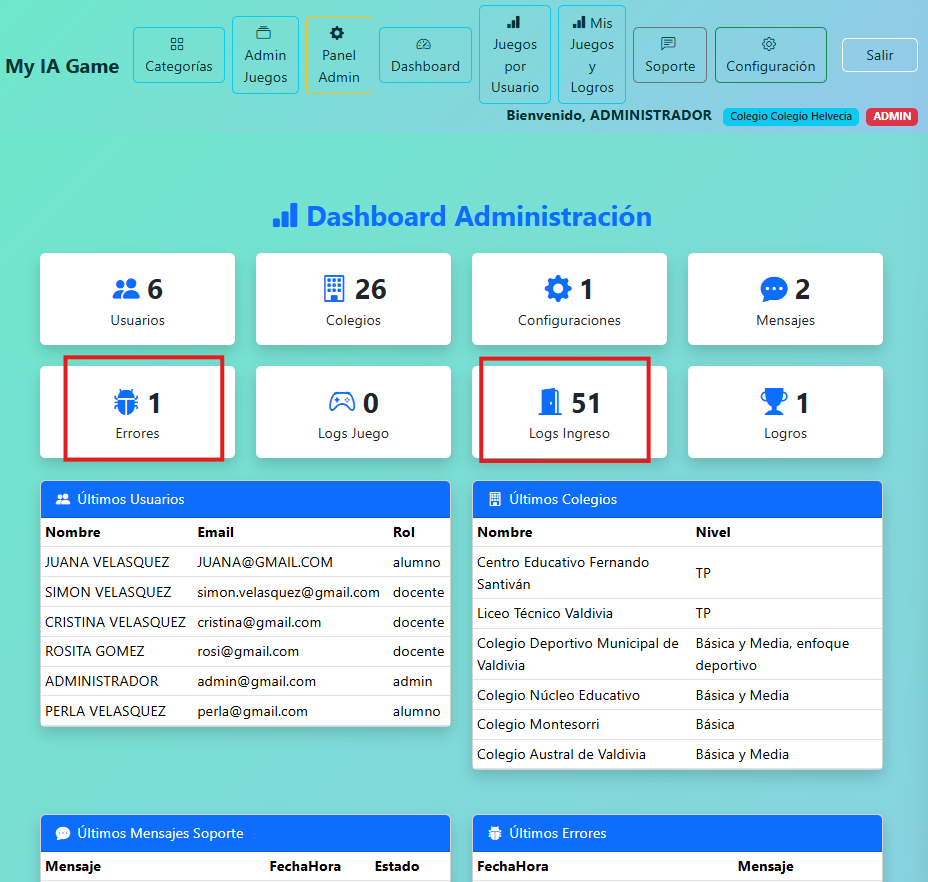 My IA Game
Categorías
Admin
Juegos
Panel
Admin
Dashboard
Juegos
por
Usuario
Mis
Juegos
y
Logros
Soporte
Configuración
Salir
Bienvenido, ADMINISTRADOR
Colegio Colegio Helvecia
ADMIN
Dashboard Administración
6
Usuarios
26
Colegios
1
Configuraciones
2
Mensajes
1
Errores
0
Logs Juego
51
Logs Ingreso
1
Logros
Últimos Usuarios
Nombre Email Rol
JUANA VELASQUEZ JUANA@GMAIL.COM alumno
SIMON VELASQUEZ simon.velasquez@gmail.com docente
CRISTINA VELASQUEZ cristina@gmail.com docente
ROSITA GOMEZ rosi@gmail.com docente
ADMINISTRADOR admin@gmail.com admin
PERLA VELASQUEZ perla@gmail.com alumno
Últimos Colegios
Nombre Nivel
Centro Educativo Fernando
Santiván
TP
Liceo Técnico Valdivia TP
Colegio Deportivo Municipal de
Valdivia
Básica y Media, enfoque
deportivo
Colegio Núcleo Educativo Básica y Media
Colegio Montesorri Básica
Colegio Austral de Valdivia Básica y Media
Últimos Mensajes Soporte
Mensaje FechaHora Estado
Últimos Errores
FechaHora Mensaje